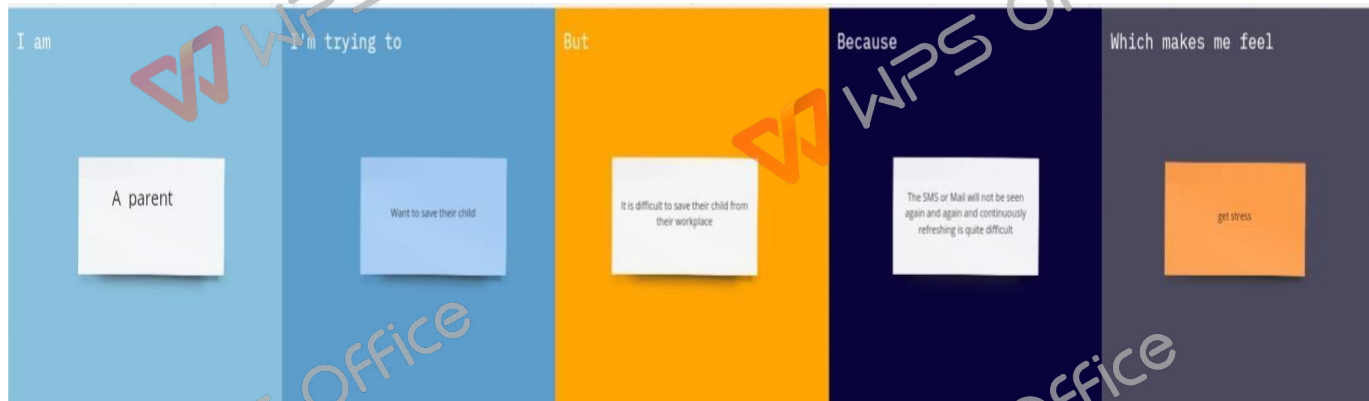 I am
I'm trying to
But
Because
Which makes me feel
A parent
Want to save their child
It is difficult to save their child from
their workplace
The SMS or Mail will not be seen
again and again and continuously
refreshing is quite difficult
get stress
WPS Office
WPS Office
Office
Office